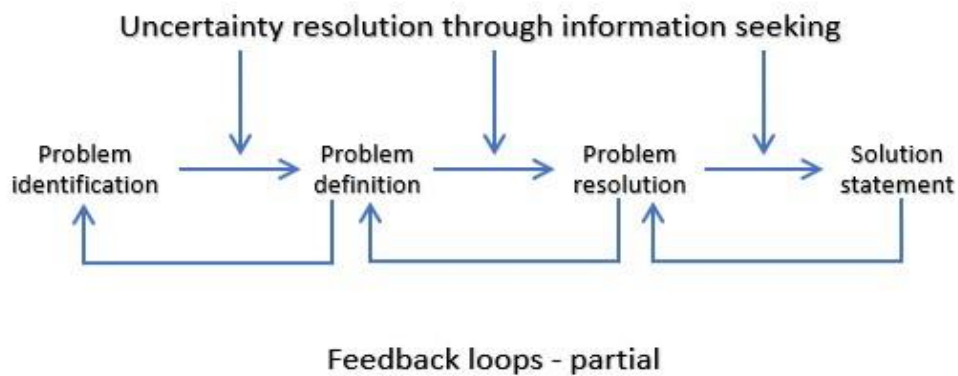 Uncertainty resolution through information seeking
Problem
identification
Problem
definition
Problem
resolution
Solution
statement
Feedback loops - partial